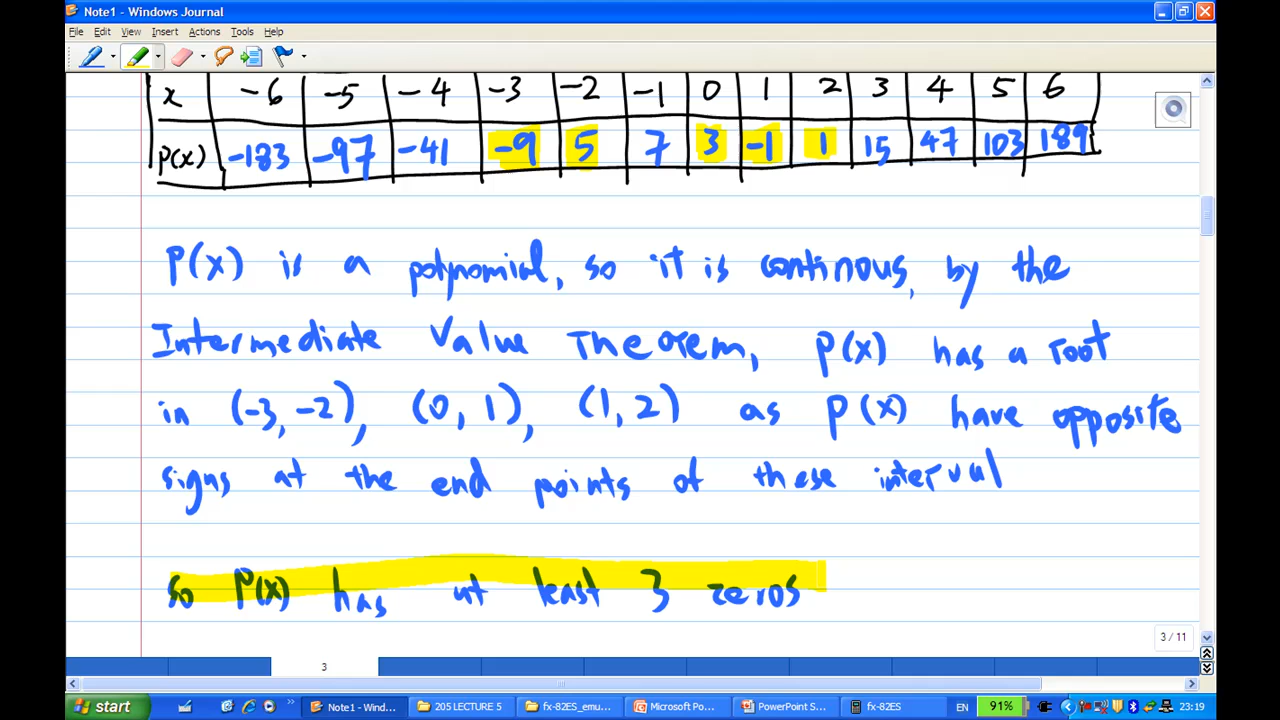 Note1 - Windows Journal
File Edit View Insert Actions Tools Help
x -6 -5 -4 -3 -2 -1 0 1 2 3 4 5 6
P(x) -183 -97 -41 -9 5 7 3 -1 1 15 47 103 189
P(x) is a polynomial, so it is continous, by the
Intermediate Value Theorem, P(x) has a root
in (-3, -2), (0, 1), (1, 2) as P(x) have opposite
signs at the end points of these interval
so P(x) has at least 3 zeros
3 / 11
3
start Note1 - Wind... 205 LECTURE 5 fx-82ES_emu... Microsoft Po... PowerPoint S... fx-82ES EN 91% 23:19